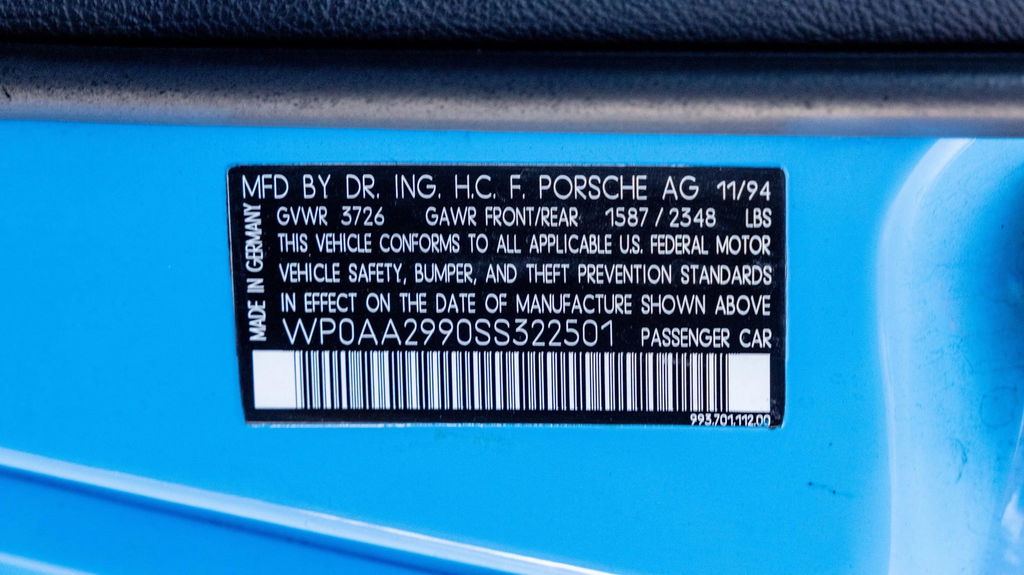 MFD BY DR. ING. H.C. F. PORSCHE AG 11/94
GVWR 3726 GAWR FRONT/REAR 1587 / 2348 LBS
THIS VEHICLE CONFORMS TO ALL APPLICABLE U.S. FEDERAL MOTOR
VEHICLE SAFETY, BUMPER, AND THEFT PREVENTION STANDARDS
IN EFFECT ON THE DATE OF MANUFACTURE SHOWN ABOVE
WP0AA2990SS322501 PASSENGER CAR
MADE IN GERMANY
993.701.112.00